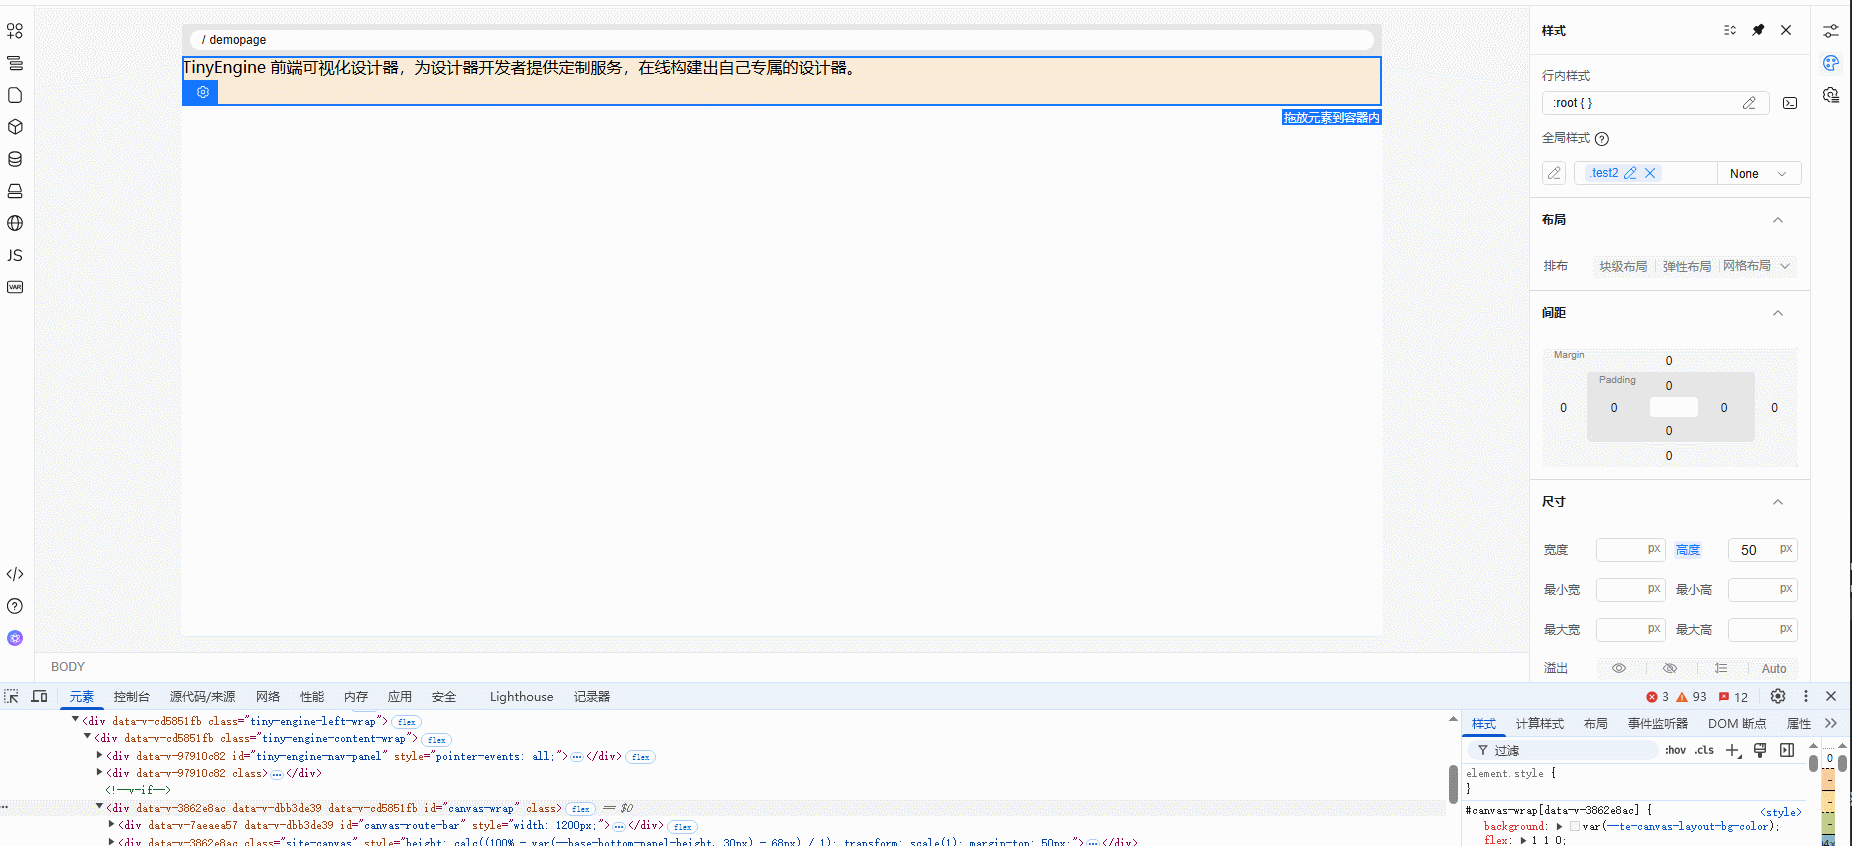 / demopage
TinyEngine 前端可视化设计器，为设计器开发者提供定制服务，在线构建出自己专属的设计器。
拖放元素到容器内
JS
VAR
BODY
样式
行内样式
:root { }
全局样式
.test2
None
布局
排布 块级布局 弹性布局 网格布局
间距
Margin
0
Padding
0
0 0 0 0
0
0
尺寸
宽度 px 高度 50 px
最小宽 px 最小高 px
最大宽 px 最大高 px
溢出 Auto
元素 控制台 源代码/来源 网络 性能 内存 应用 安全 Lighthouse 记录器 3 93 12
<div data-v-cd5851fb class="tiny-engine-left-wrap"> flex
<div data-v-cd5851fb class="tiny-engine-content-wrap"> flex
<div data-v-97910c82 id="tiny-engine-nav-panel" style="pointer-events: all;"> … </div> flex
<div data-v-97910c82 class> … </div>
<!--v-if-->
<div data-v-3862e8ac data-v-dbb3de39 data-v-cd5851fb id="canvas-wrap" class> flex == $0
<div data-v-7aeaea57 data-v-dbb3de39 id="canvas-route-bar" style="width: 1200px;"> … </div> flex
<div data-v-3862e8ac class="site-canvas" style="height: calc((100% - var(--base-bottom-panel-height, 30px) - 68px) / 1); transform: scale(1); margin-top: 50px;"> … </div>
样式 计算样式 布局 事件监听器 DOM 断点 属性
过滤 :hov .cls
element.style {
}
#canvas-wrap[data-v-3862e8ac] { <style>
background: var(--te-canvas-layout-bg-color);
flex: 1 1 0;
0